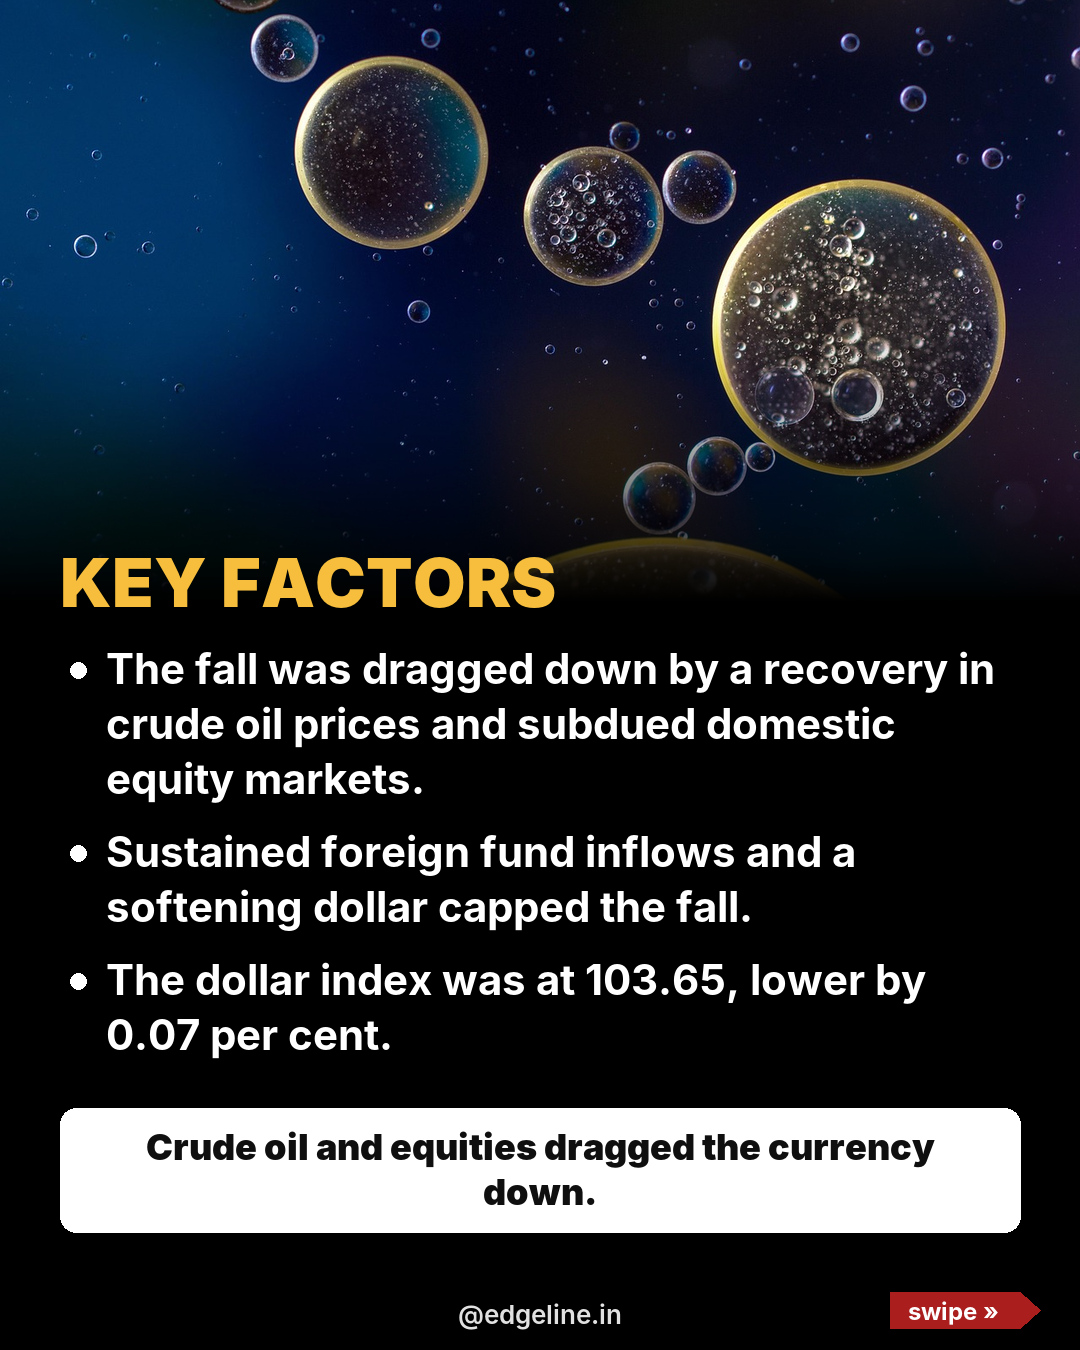 KEY FACTORS
• The fall was dragged down by a recovery in
crude oil prices and subdued domestic
equity markets.
• Sustained foreign fund inflows and a
softening dollar capped the fall.
• The dollar index was at 103.65, lower by
0.07 per cent.
Crude oil and equities dragged the currency
down.
@edgeline.in
swipe »